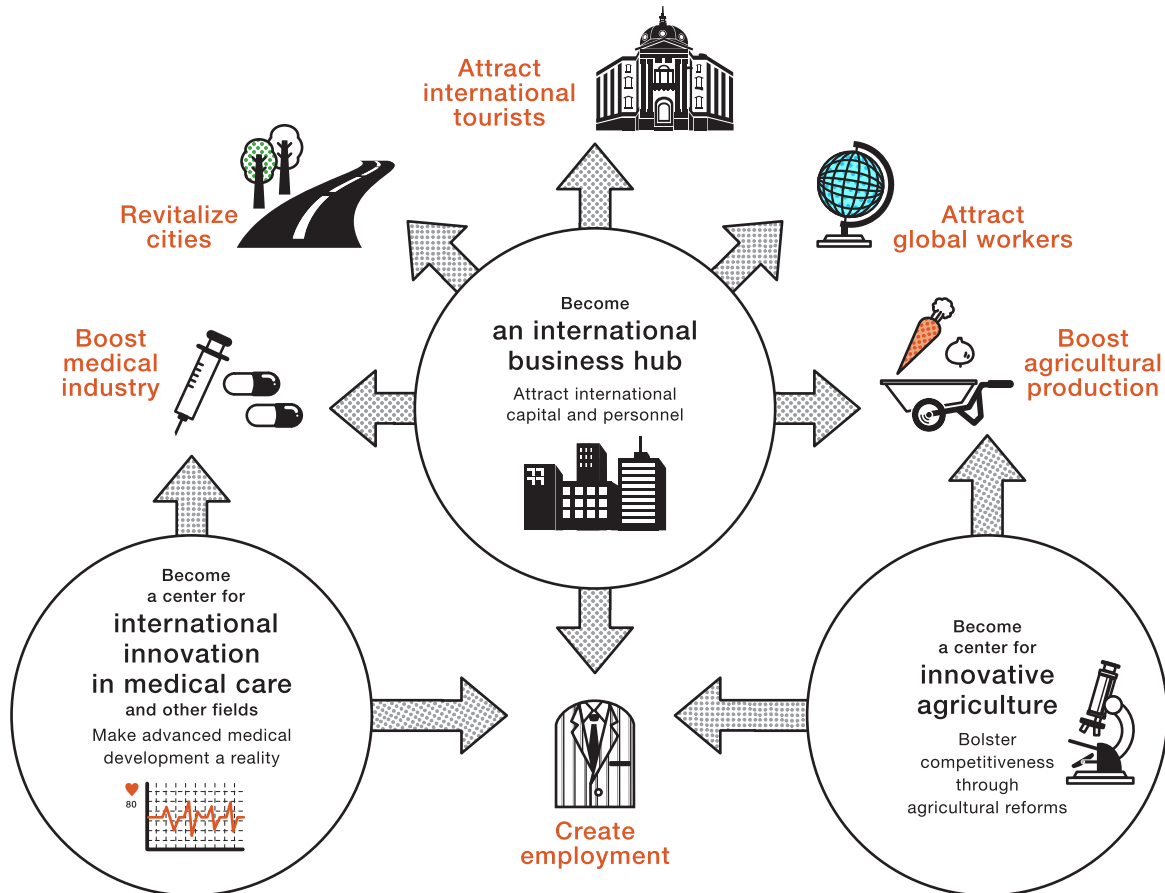 Attract
international
tourists
Revitalize
cities
Attract
global workers
Become
an international
business hub
Attract international
capital and personnel
Boost
medical
industry
Boost
agricultural
production
Become
a center for
international
innovation
in medical care
and other fields
Make advanced medical
development a reality
80
Become
a center for
innovative
agriculture
Bolster
competitiveness
through
agricultural reforms
Create
employment